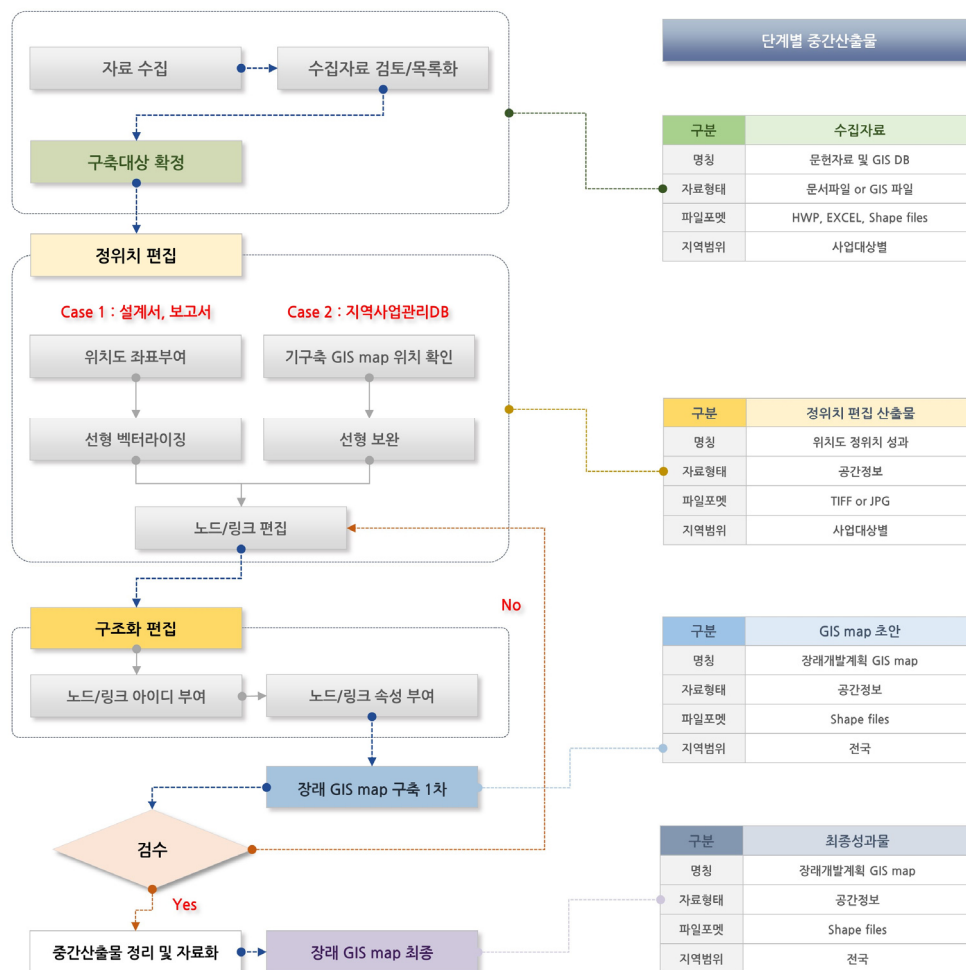 단계별 중간산출물
자료 수집
수집자료 검토/목록화
구축대상 확정
구분 수집자료
명칭 문헌자료 및 GIS DB
자료형태 문서파일 or GIS 파일
파일포멧 HWP, EXCEL, Shape files
지역범위 사업대상별
정위치 편집
Case 1 : 설계서, 보고서
Case 2 : 지역사업관리DB
위치도 좌표부여
기구축 GIS map 위치 확인
선형 벡터라이징
선형 보완
노드/링크 편집
구분 정위치 편집 산출물
명칭 위치도 정위치 성과
자료형태 공간정보
파일포멧 TIFF or JPG
지역범위 사업대상별
No
구조화 편집
노드/링크 아이디 부여
노드/링크 속성 부여
구분 GIS map 초안
명칭 장래개발계획 GIS map
자료형태 공간정보
파일포멧 Shape files
지역범위 전국
장래 GIS map 구축 1차
검수
Yes
중간산출물 정리 및 자료화
장래 GIS map 최종
구분 최종성과물
명칭 장래개발계획 GIS map
자료형태 공간정보
파일포멧 Shape files
지역범위 전국